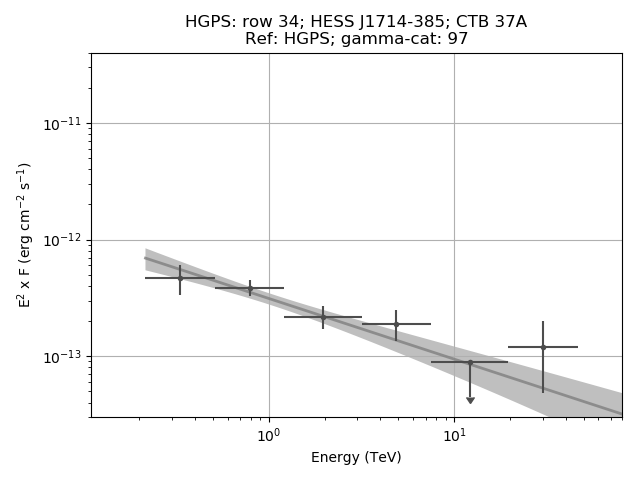 HGPS: row 34; HESS J1714-385; CTB 37A
Ref: HGPS; gamma-cat: 97
E² x F (erg cm⁻² s⁻¹)
10⁻¹¹
10⁻¹²
10⁻¹³
10⁰ 10¹
Energy (TeV)